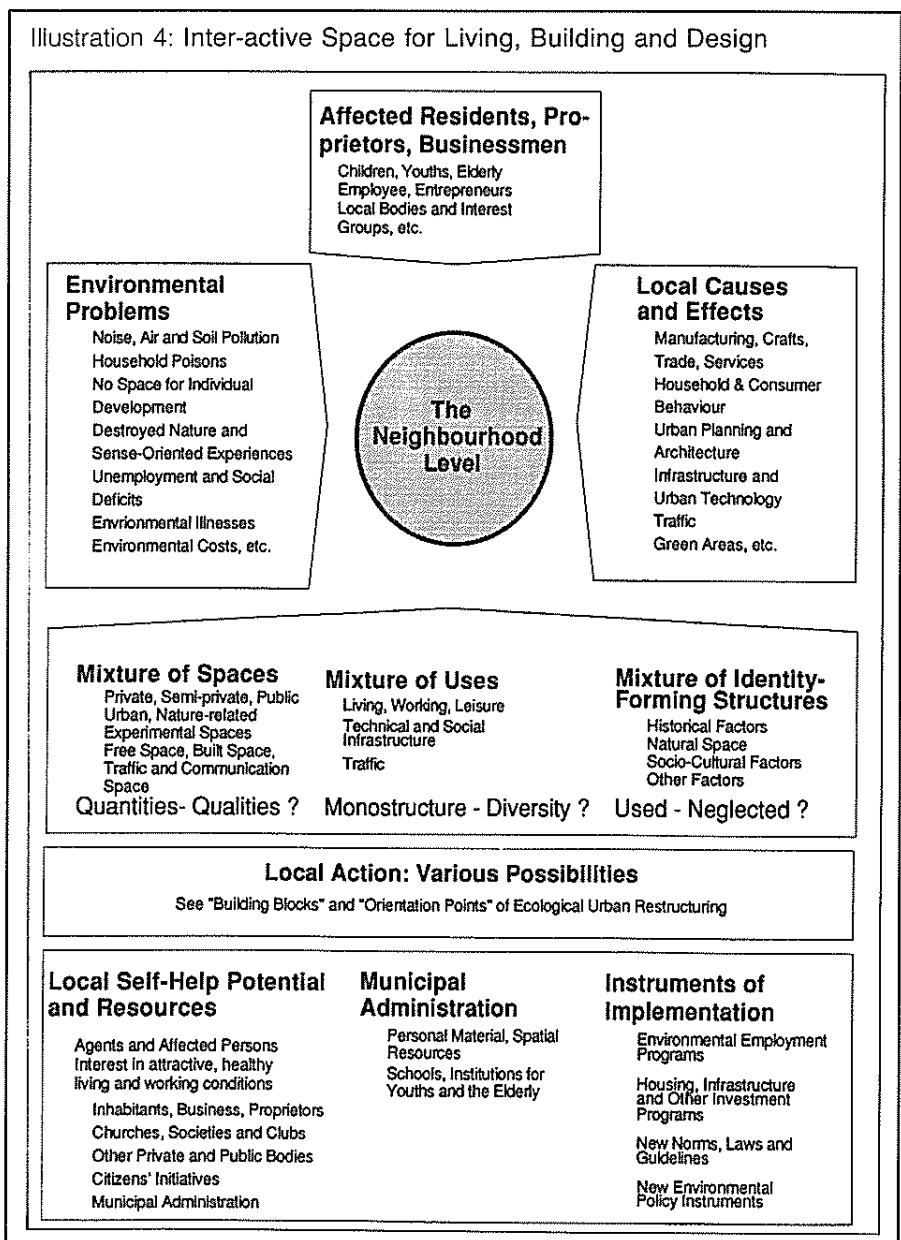 Illustration 4: Inter-active Space for Living, Building and Design
Affected Residents, Pro-
prietors, Businessmen
Children, Youths, Elderly
Employee, Entrepreneurs
Local Bodies and Interest
Groups, etc.
Environmental
Problems
Noise, Air and Soil Pollution
Household Poisons
No Space for Individual
Development
Destroyed Nature and
Sense-Oriented Experiences
Unemployment and Social
Deficits
Envrionmental Illnesses
Environmental Costs, etc.
The
Neighbourhood
Level
Local Causes
and Effects
Manufacturing, Crafts,
Trade, Services
Household & Consumer
Behaviour
Urban Planning and
Architecture
Infrastructure and
Urban Technology
Traffic
Green Areas, etc.
Mixture of Spaces
Private, Semi-private, Public
Urban, Nature-related
Experimental Spaces
Free Space, Built Space,
Traffic and Communication
Space
Quantities- Qualities ?
Mixture of Uses
Living, Working, Leisure
Technical and Social
Infrastructure
Traffic
Monostructure - Diversity ?
Mixture of Identity-
Forming Structures
Historical Factors
Natural Space
Socio-Cultural Factors
Other Factors
Used - Neglected ?
Local Action: Various Possibilities
See "Building Blocks" and "Orientation Points" of Ecological Urban Restructuring
Local Self-Help Potential
and Resources
Agents and Affected Persons
Interest in attractive, healthy
living and working conditions
Inhabitants, Business, Proprietors
Churches, Societies and Clubs
Other Private and Public Bodies
Citizens' Initiatives
Municipal Administration
Municipal
Administration
Personal Material, Spatial
Resources
Schools, Institutions for
Youths and the Elderly
Instruments of
Implementation
Environmental Employment
Programs
Housing, Infrastructure
and Other Investment
Programs
New Norms, Laws and
Guidelines
New Environmental
Policy Instruments